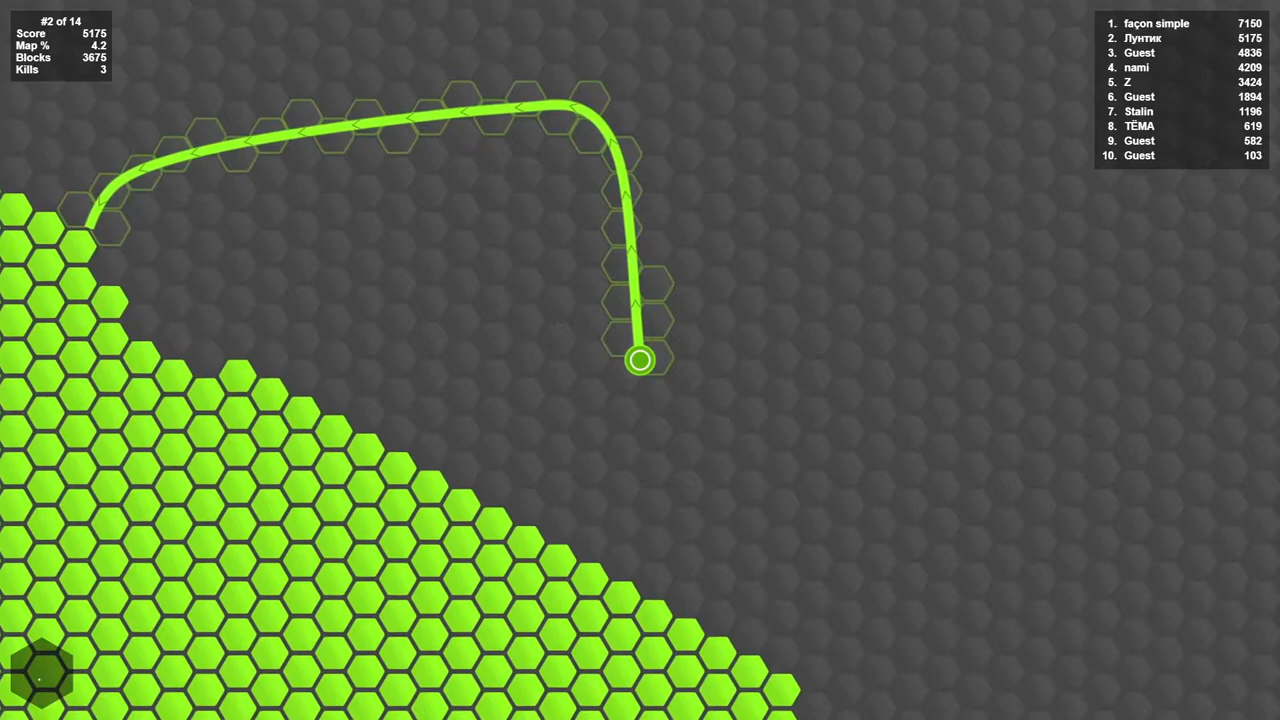 #2 of 14
Score 5175
Map % 4.2
Blocks 3675
Kills 3
1. façon simple 7150
2. Лунтик 5175
3. Guest 4836
4. nami 4209
5. Z 3424
6. Guest 1894
7. Stalin 1196
8. TЁMA 619
9. Guest 582
10. Guest 103